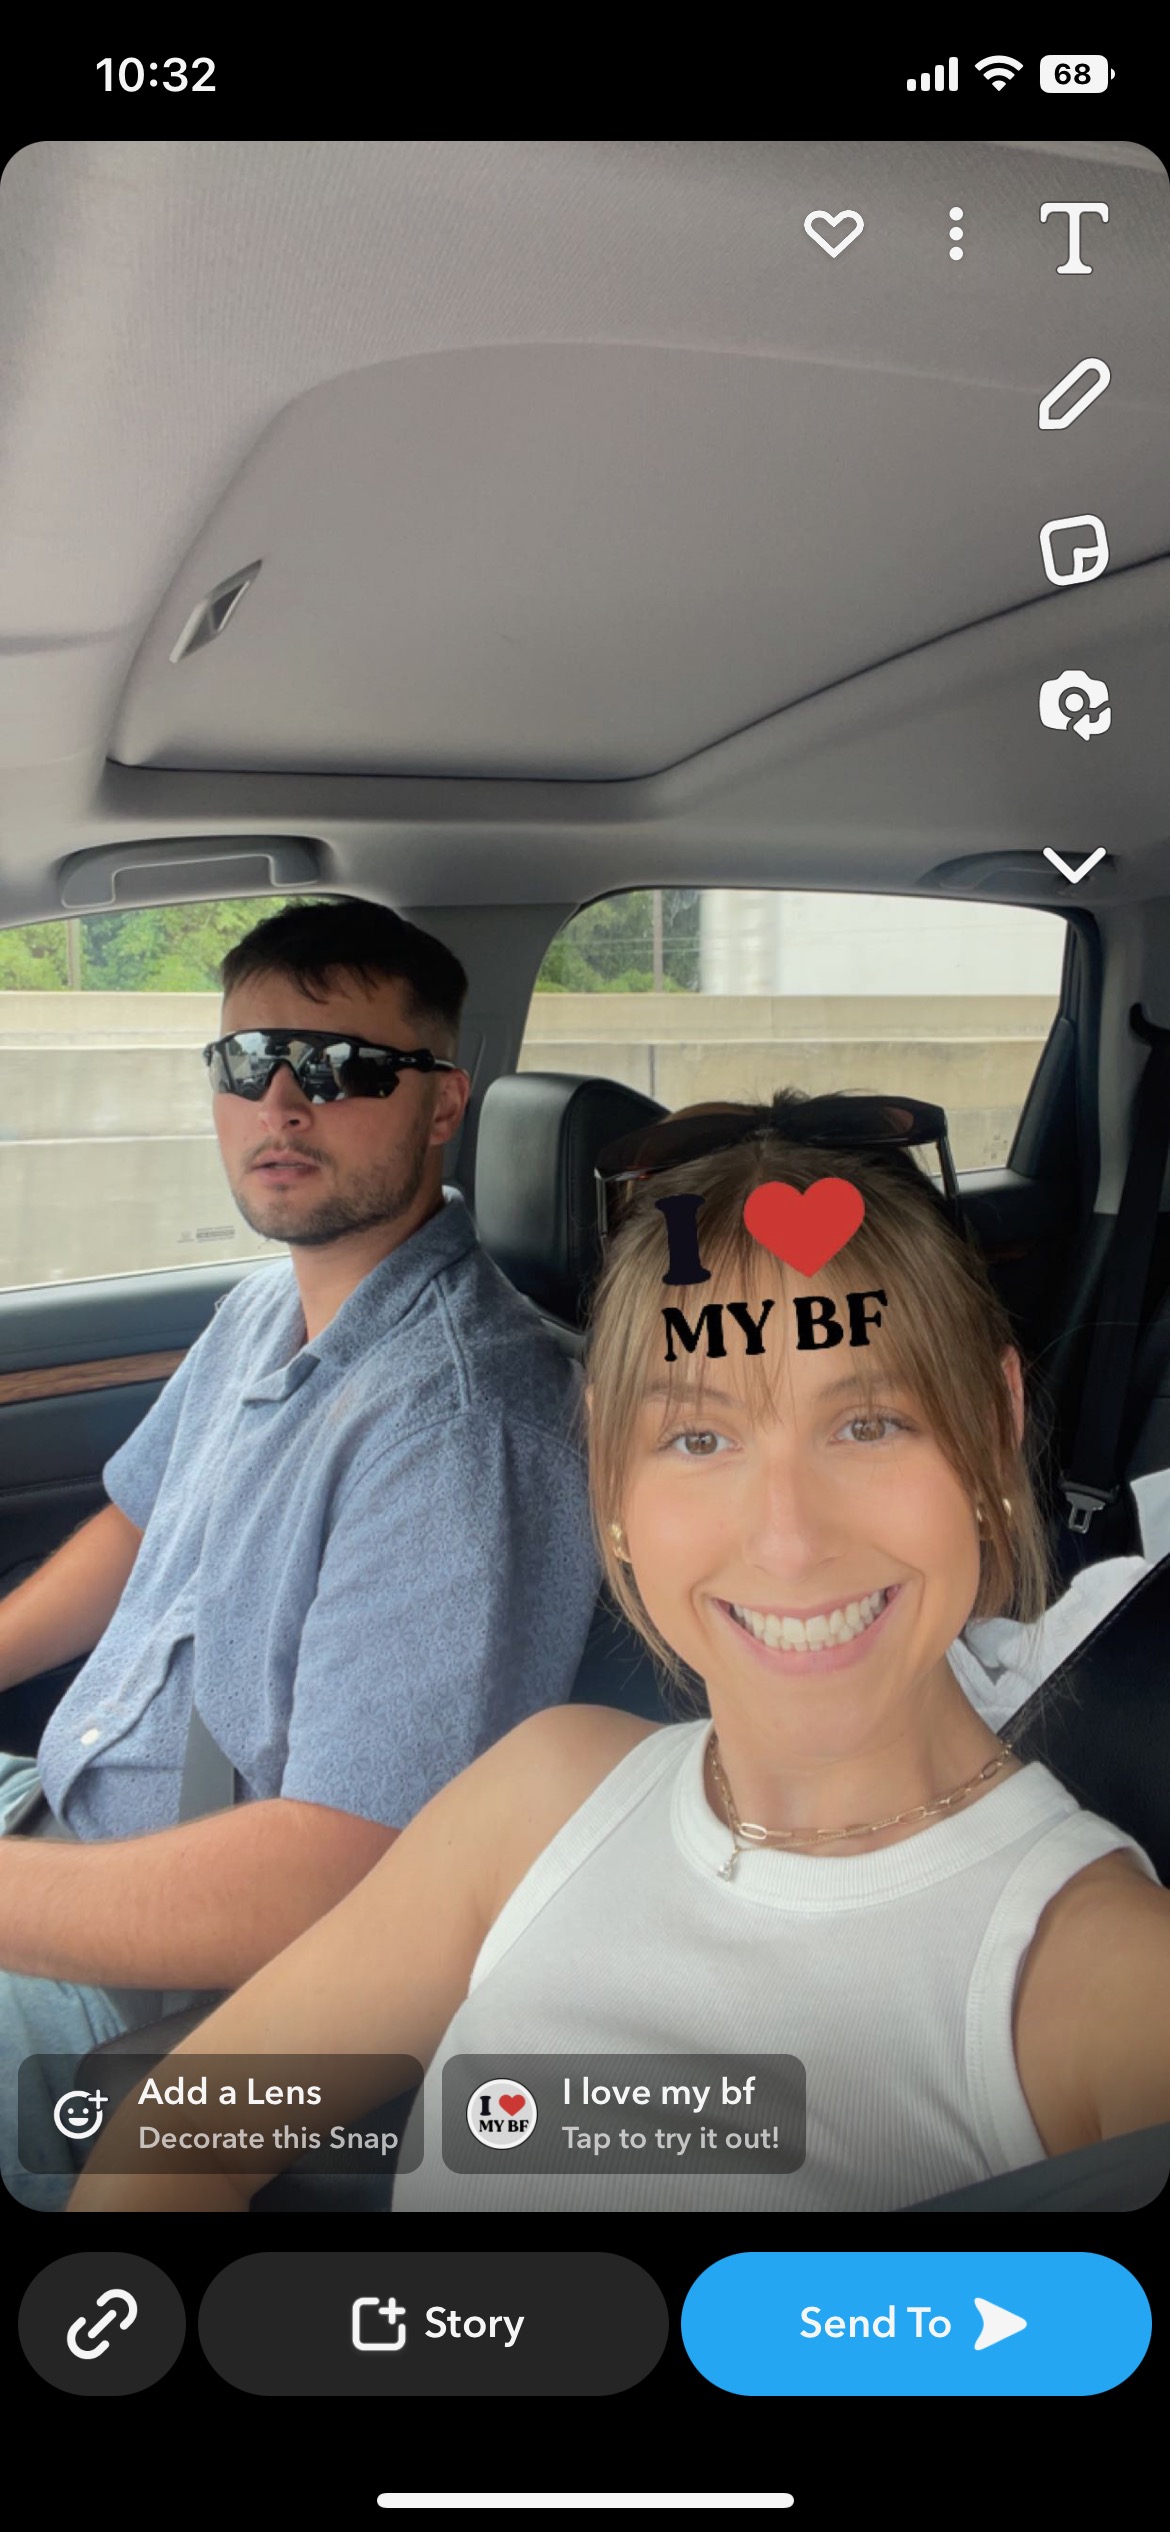 10:32
68
T
I ❤️
MY BF
Add a Lens
Decorate this Snap
I ❤️
MY BF
I love my bf
Tap to try it out!
Story
Send To